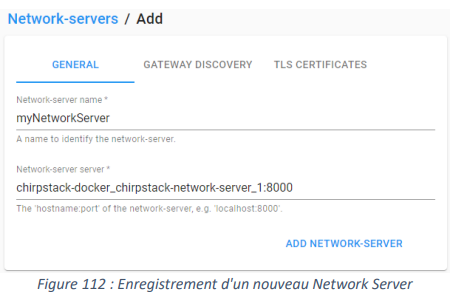 Network-servers / Add
GENERAL GATEWAY DISCOVERY TLS CERTIFICATES
Network-server name *
myNetworkServer
A name to identify the network-server.
Network-server server *
chirpstack-docker_chirpstack-network-server_1:8000
The 'hostname:port' of the network-server, e.g. 'localhost:8000'.
ADD NETWORK-SERVER
Figure 112 : Enregistrement d'un nouveau Network Server